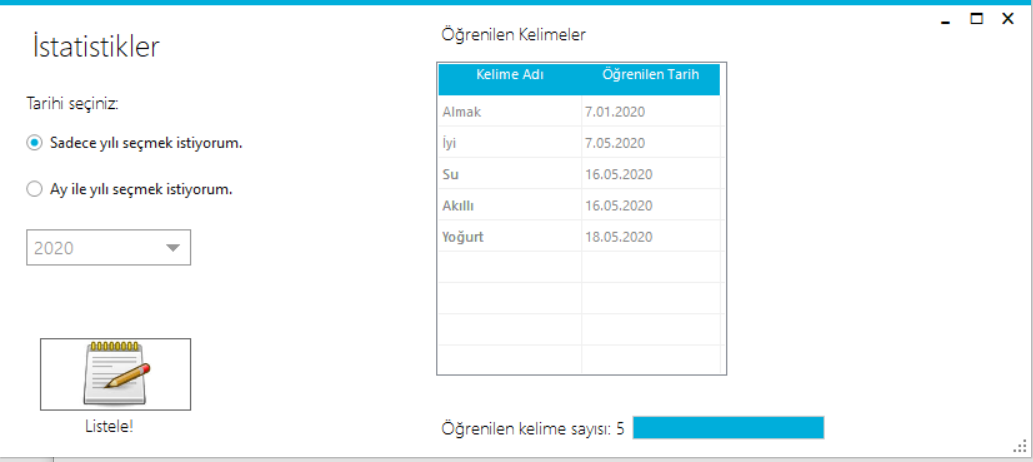 İstatistikler
Tarihi seçiniz:
Sadece yılı seçmek istiyorum.
Ay ile yılı seçmek istiyorum.
2020
Listele!
Öğrenilen Kelimeler
Kelime Adı Öğrenilen Tarih
Almak 7.01.2020
İyi 7.05.2020
Su 16.05.2020
Akıllı 16.05.2020
Yoğurt 18.05.2020
Öğrenilen kelime sayısı: 5